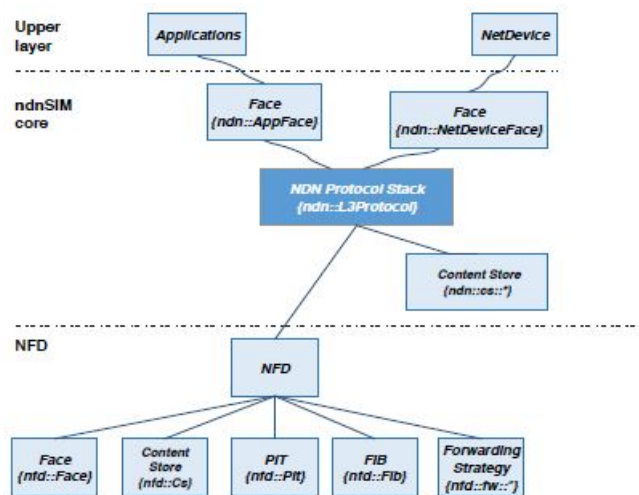 Upper
layer
Applications
NetDevice
ndnSIM
core
Face
{ndn::AppFace}
Face
{ndn::NetDeviceFace}
NDN Protocol Stack
{ndn::L3Protocol}
Content Store
{ndn::cs::*}
NFD
NFD
Face
{nfd::Face}
Content
Store
{nfd::Cs}
PIT
{nfd::Pit}
FIB
{nfd::Fib}
Forwarding
Strategy
{nfd::fw::*}